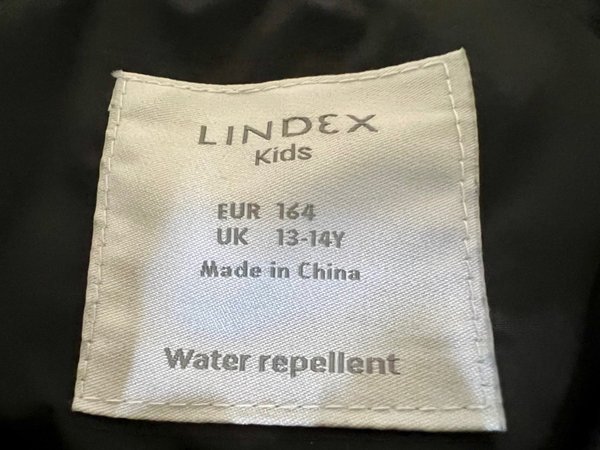 LINDEX
Kids
EUR 164
UK 13-14Y
Made in China
Water repellent